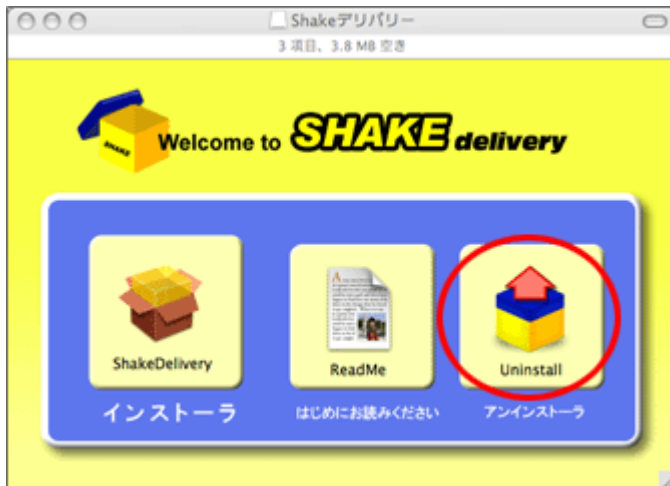 Shakeデリバリー
3 項目、3.8 MB 空き
SHAKE
Welcome to SHAKE delivery
ShakeDelivery
ReadMe
Uninstall
インストーラ
はじめにお読みください
アンインストーラ